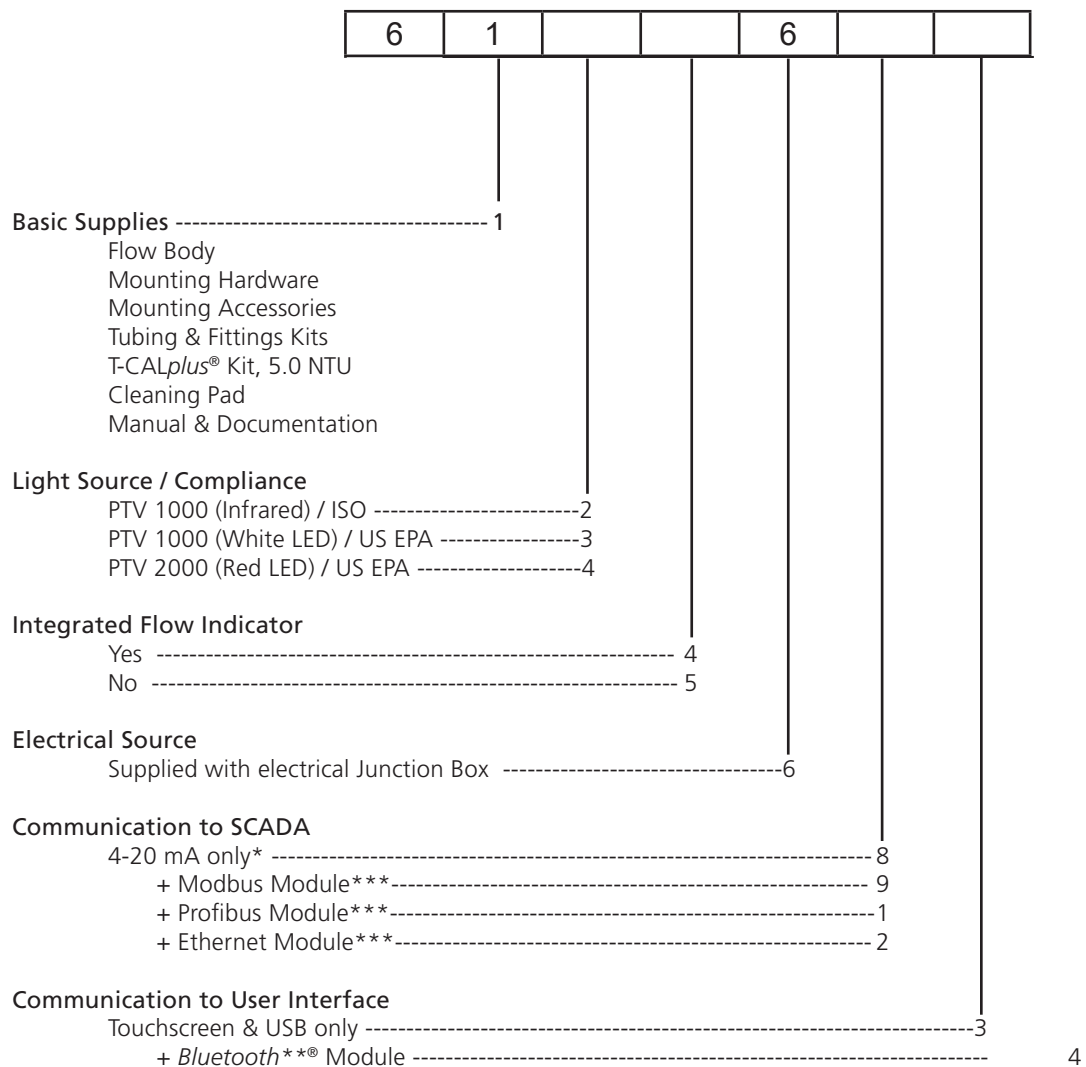 6 1 6
Basic Supplies -------------------------------------- 1
Flow Body
Mounting Hardware
Mounting Accessories
Tubing & Fittings Kits
T-CALplus® Kit, 5.0 NTU
Cleaning Pad
Manual & Documentation
Light Source / Compliance
PTV 1000 (Infrared) / ISO -------------------------2
PTV 1000 (White LED) / US EPA -----------------3
PTV 2000 (Red LED) / US EPA --------------------4
Integrated Flow Indicator
Yes --------------------------------------------------------------- 4
No ---------------------------------------------------------------- 5
Electrical Source
Supplied with electrical Junction Box ----------------------------------6
Communication to SCADA
4-20 mA only* ------------------------------------------------------------------------- 8
+ Modbus Module***---------------------------------------------------------- 9
+ Profibus Module***-----------------------------------------------------------1
+ Ethernet Module***---------------------------------------------------------- 2
Communication to User Interface
Touchscreen & USB only --------------------------------------------------------------------------3
+ Bluetooth**® Module ---------------------------------------------------------------------- 4